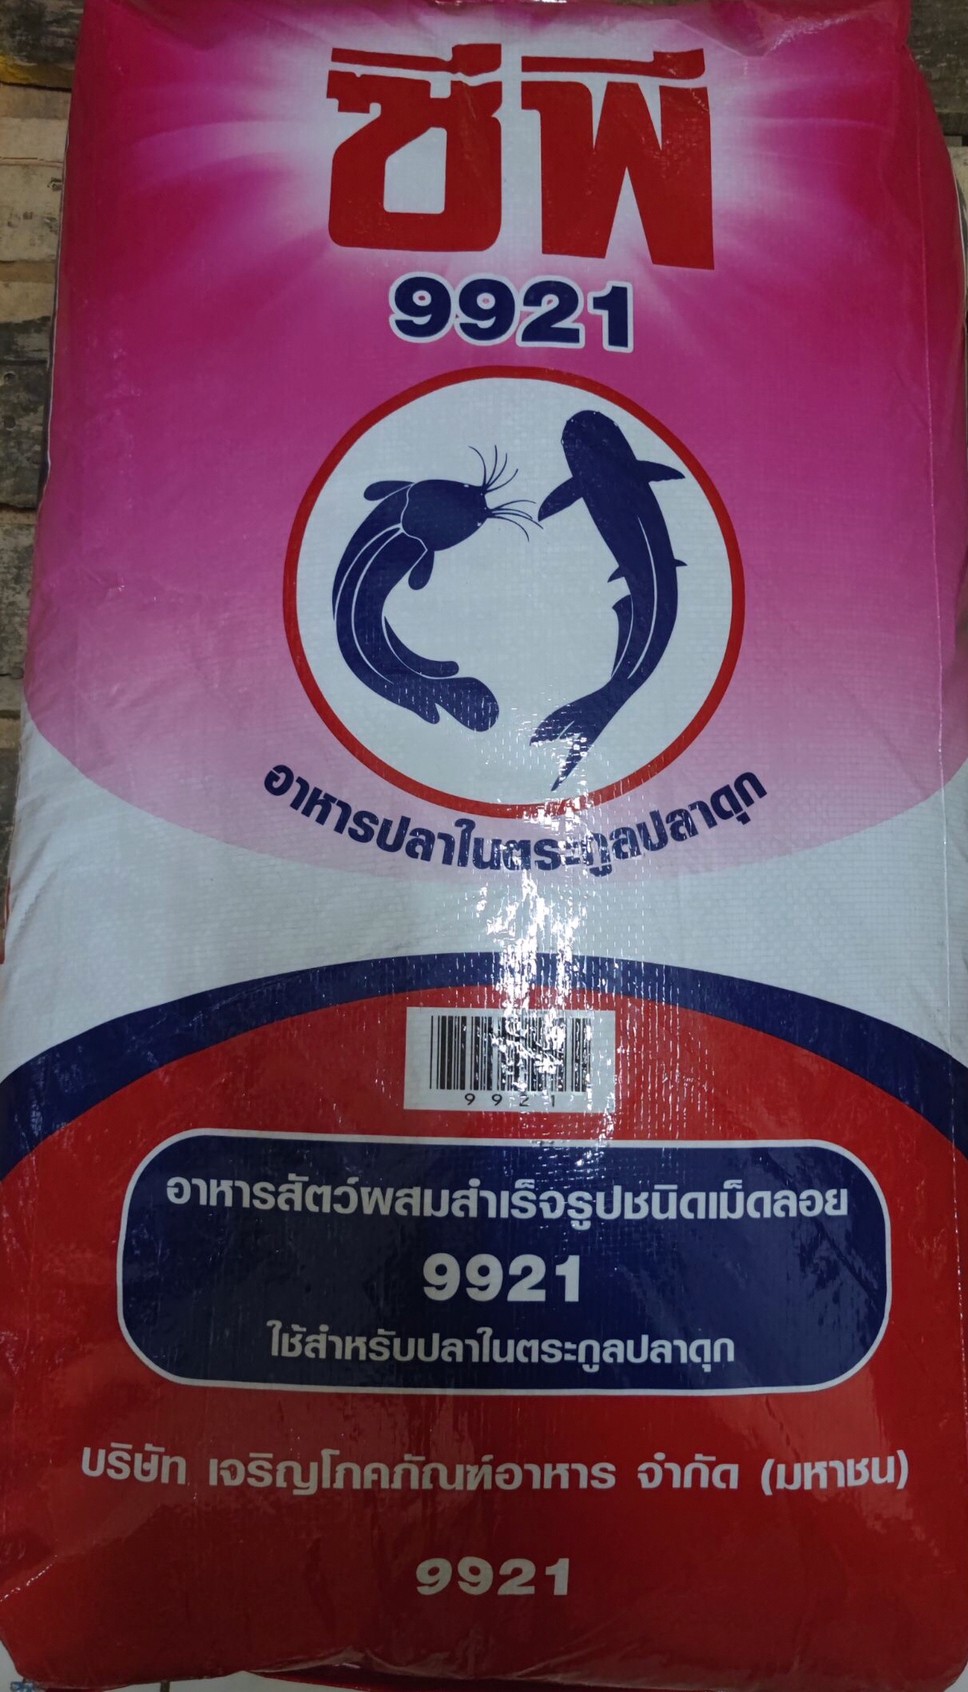 ซีพี
9921
อาหารปลาในตระกูลปลาดุก
9921
อาหารสัตว์ผสมสำเร็จรูปชนิดเม็ดลอย
9921
ใช้สำหรับปลาในตระกูลปลาดุก
บริษัท เจริญโภคภัณฑ์อาหาร จำกัด (มหาชน)
9921